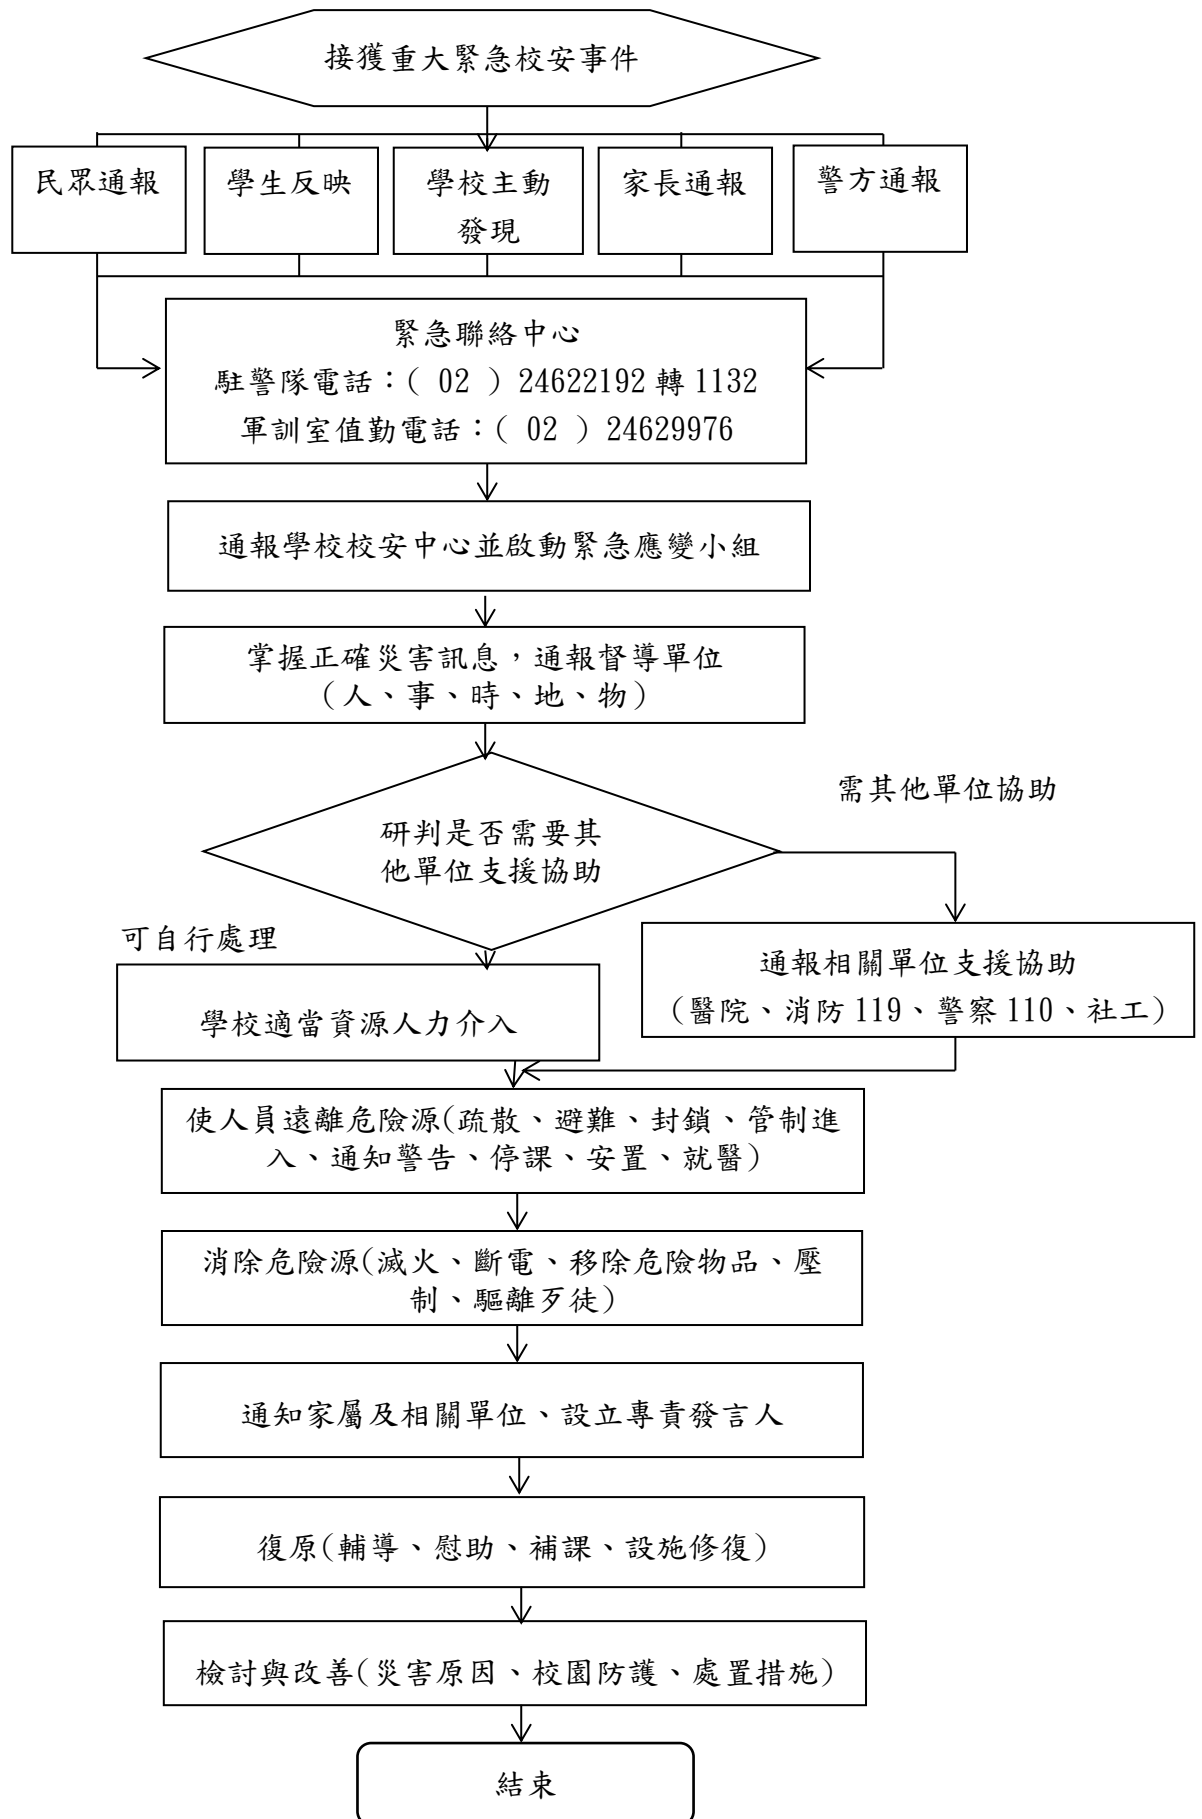 接獲重大緊急校安事件
民眾通報
學生反映
學校主動
發現
家長通報
警方通報
緊急聯絡中心
駐警隊電話：( 02 ) 24622192 轉 1132
軍訓室值勤電話：( 02 ) 24629976
通報學校校安中心並啟動緊急應變小組
掌握正確災害訊息，通報督導單位
（人、事、時、地、物）
研判是否需要其
他單位支援協助
需其他單位協助
可自行處理
學校適當資源人力介入
通報相關單位支援協助
（醫院、消防 119、警察 110、社工）
使人員遠離危險源(疏散、避難、封鎖、管制進
入、通知警告、停課、安置、就醫)
消除危險源(滅火、斷電、移除危險物品、壓
制、驅離歹徒)
通知家屬及相關單位、設立專責發言人
復原(輔導、慰助、補課、設施修復)
檢討與改善(災害原因、校園防護、處置措施)
結束